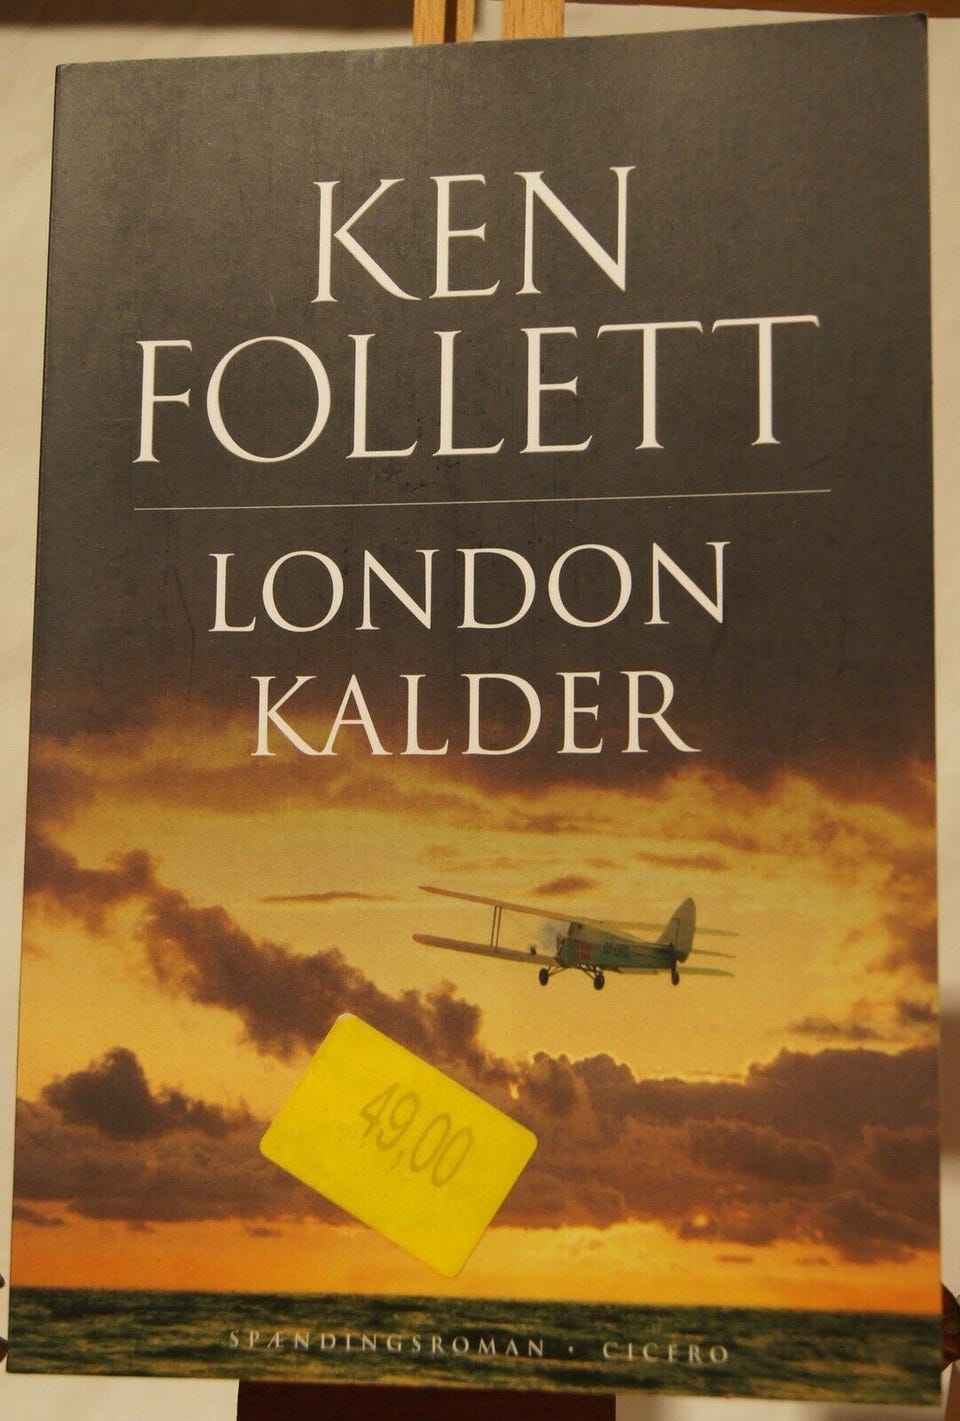 KEN
FOLLETT
LONDON
KALDER
49,00
SPÆNDINGSROMAN · CICERO